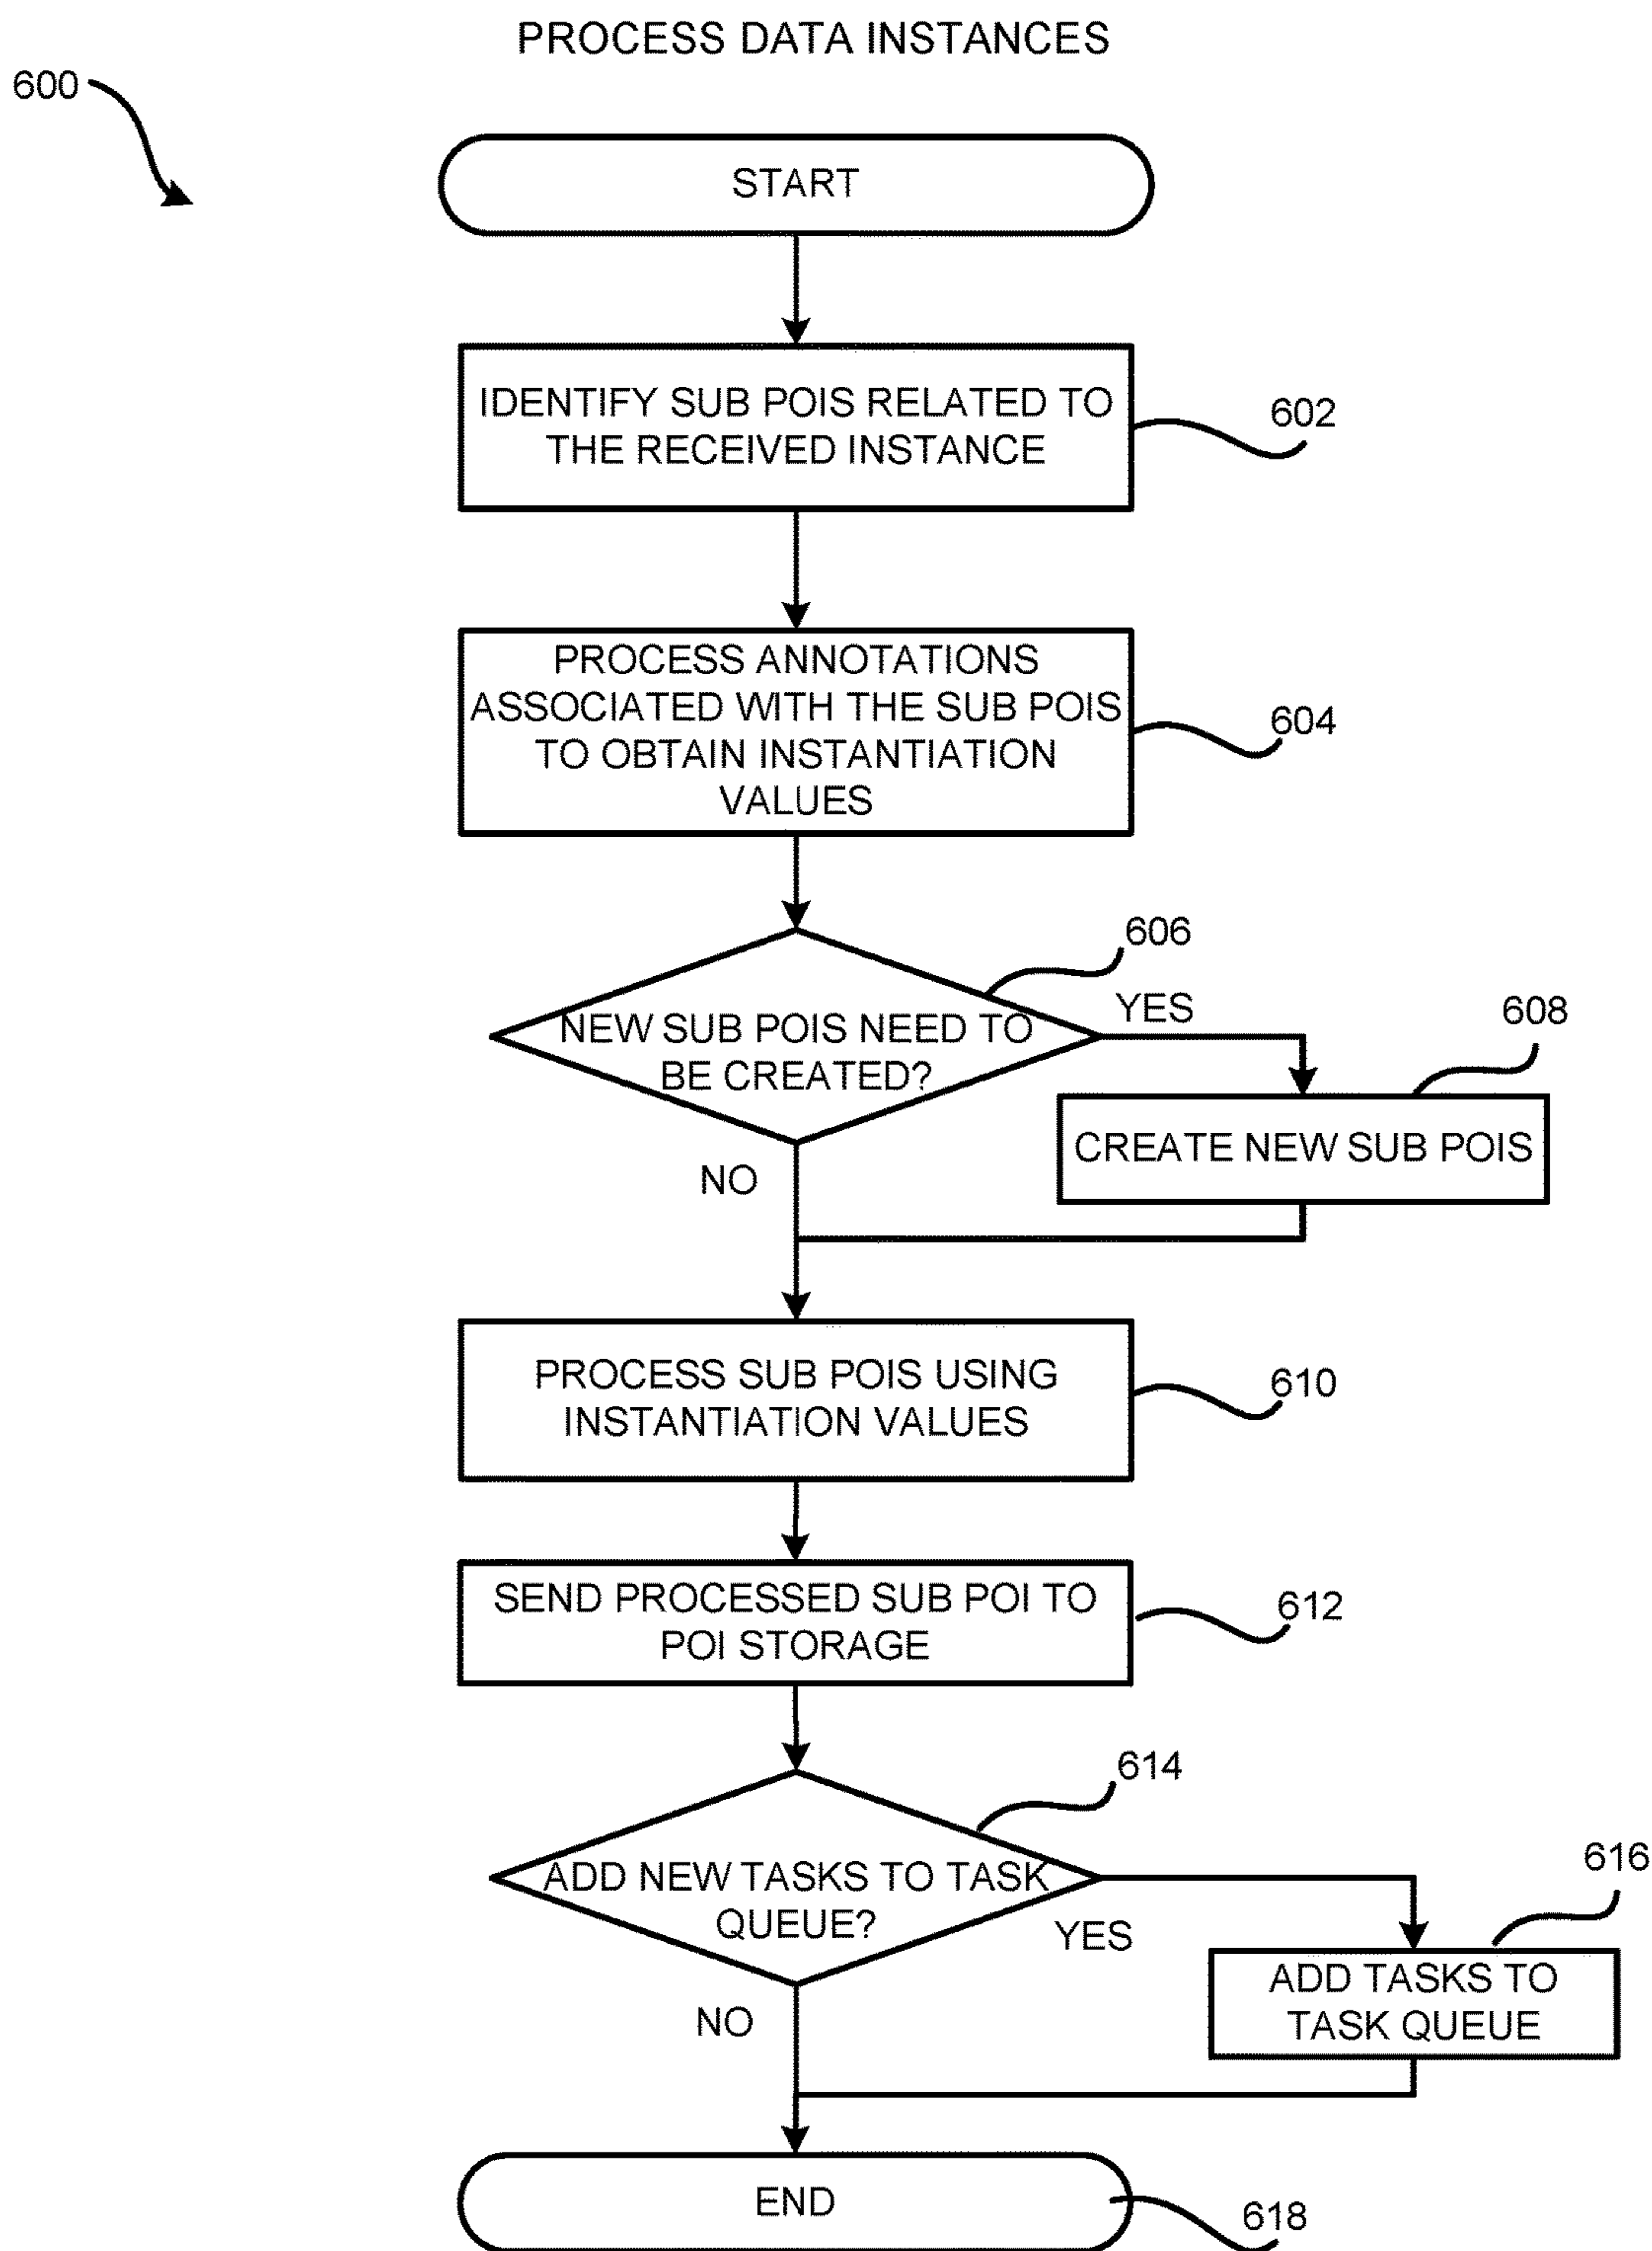 PROCESS DATA INSTANCES
600
START
IDENTIFY SUB POIS RELATED TO
THE RECEIVED INSTANCE
602
PROCESS ANNOTATIONS
ASSOCIATED WITH THE SUB POIS
TO OBTAIN INSTANTIATION
VALUES
604
606
NEW SUB POIS NEED TO
BE CREATED?
YES
608
CREATE NEW SUB POIS
NO
PROCESS SUB POIS USING
INSTANTIATION VALUES
610
SEND PROCESSED SUB POI TO
POI STORAGE
612
614
ADD NEW TASKS TO TASK
QUEUE?
YES
616
ADD TASKS TO
TASK QUEUE
NO
END
618